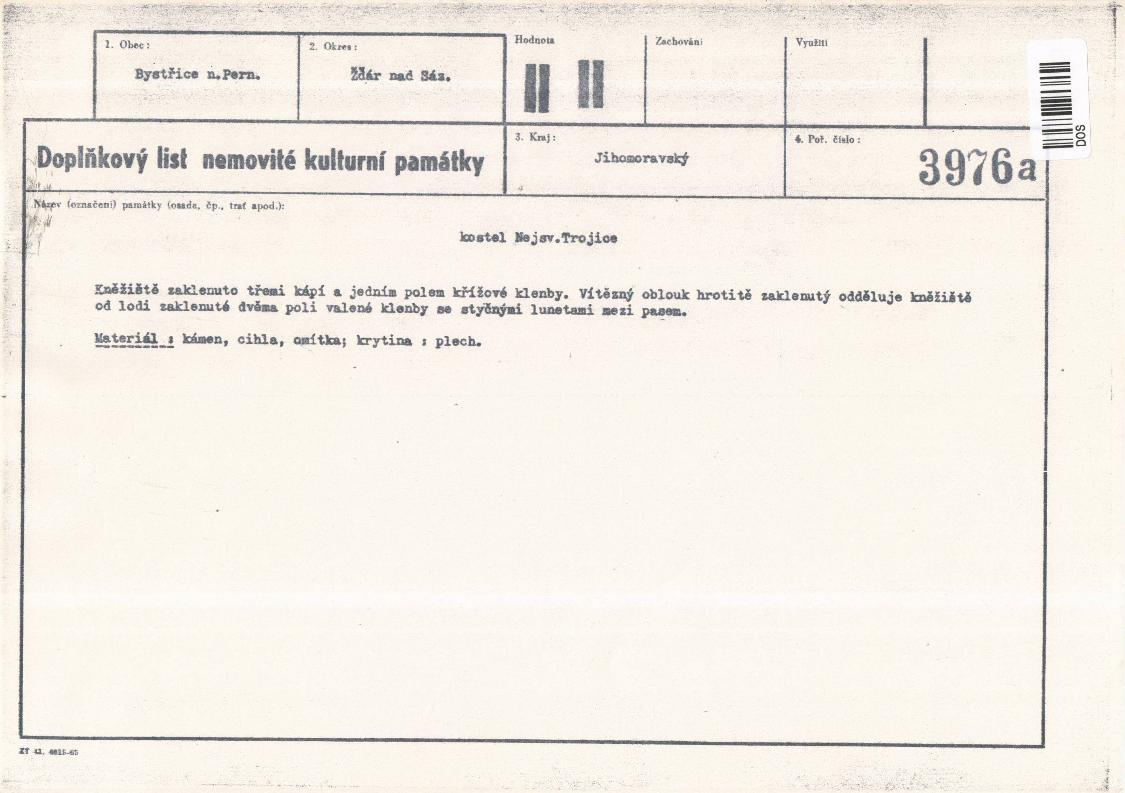 1. Obec:
Bystřice n.Pern.
2. Okres:
Žďár nad Sáz.
Hodnota
II II
Zachování
Využití
DOS
Doplňkový list nemovité kulturní památky
3. Kraj:
Jihomoravský
4. Poř. číslo:
3976a
Název (označení) památky (osada, čp., trať apod.):
kostel Nejsv.Trojice
Kněžiště zaklenuto třemi kápí a jedním polem křížové klenby. Vítězný oblouk hrotitě zaklenutý odděluje kněžiště
od lodi zaklenuté dvěma poli valené klenby se styčnými lunetami mezi pasem.
Materiál : kámen, cihla, omítka; krytina : plech.